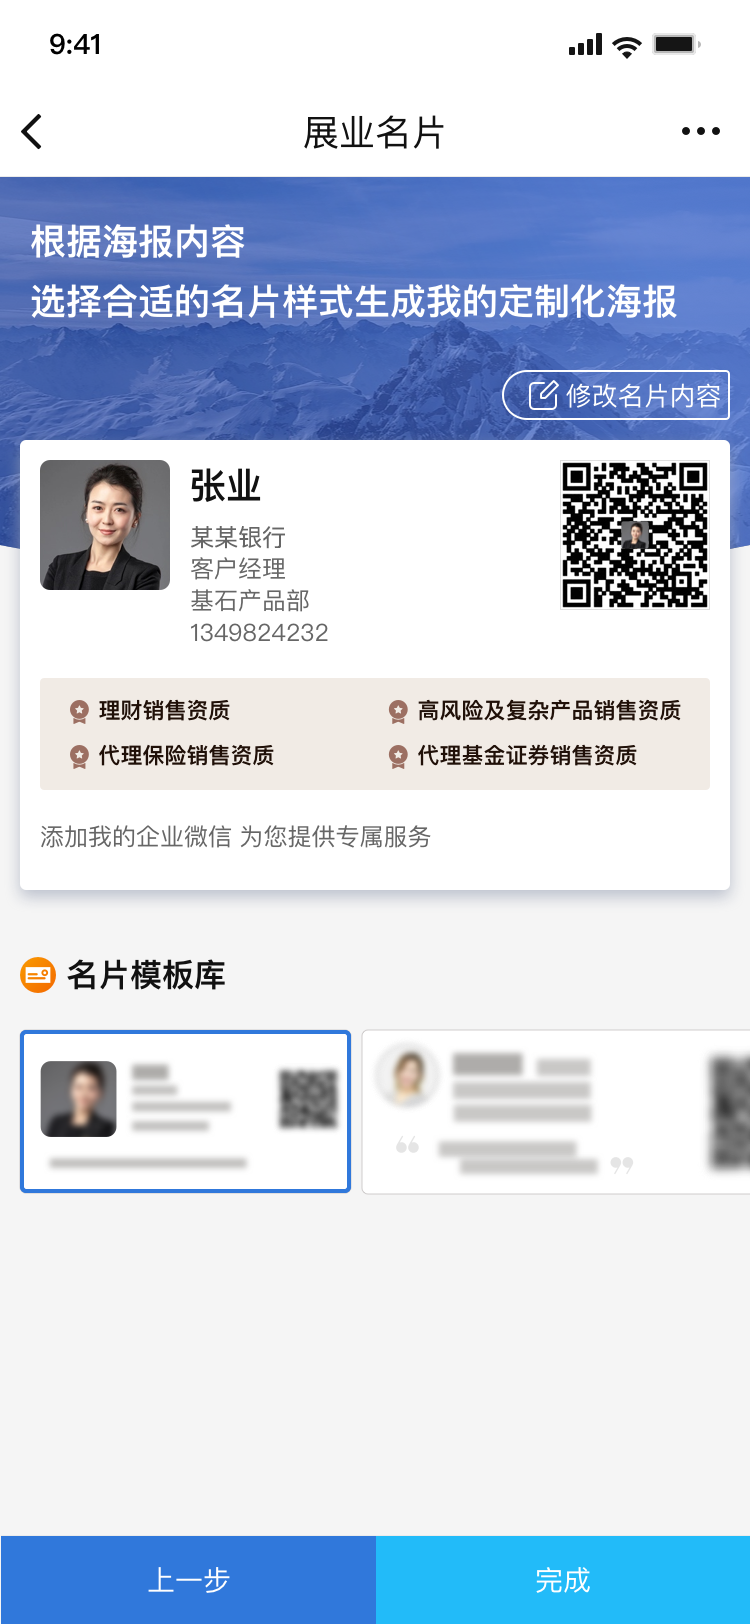 9:41
展业名片
根据海报内容
选择合适的名片样式生成我的定制化海报
修改名片内容
张业
某某银行
客户经理
基石产品部
1349824232
理财销售资质
高风险及复杂产品销售资质
代理保险销售资质
代理基金证券销售资质
添加我的企业微信 为您提供专属服务
名片模板库
上一步
完成